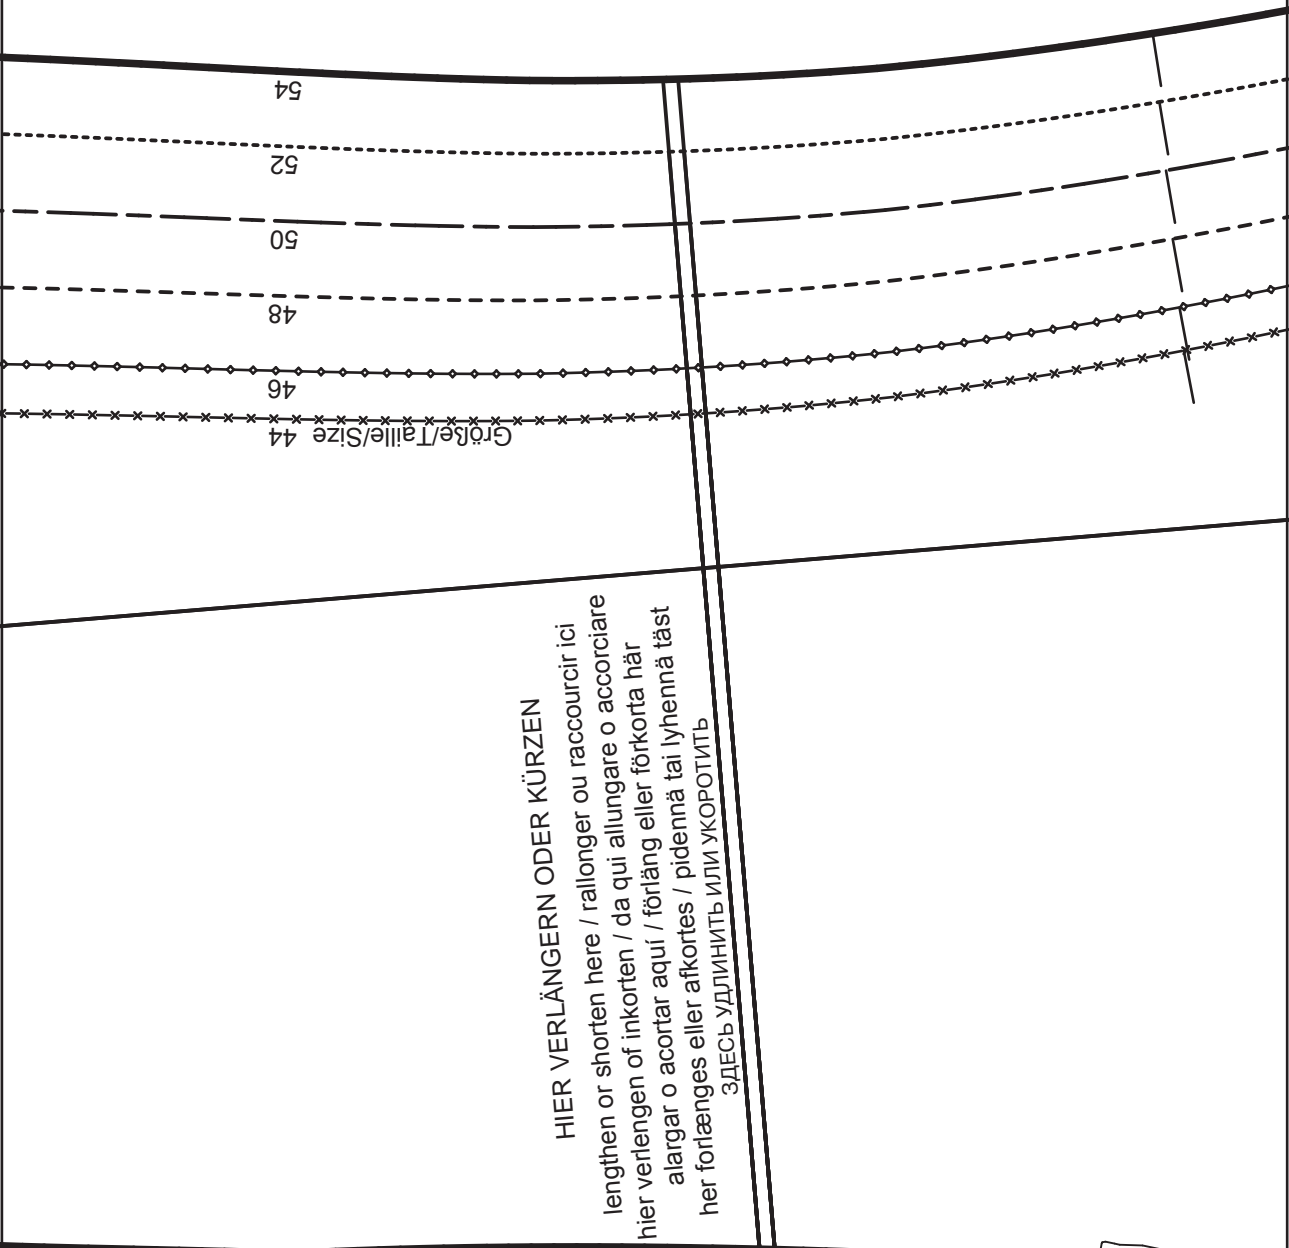 54
52
50
48
46
44 Größe/Taille/Size
HIER VERLÄNGERN ODER KÜRZEN
lengthen or shorten here / rallonger ou raccourcir ici
hier verlengen of inkorten / da qui allungare o accorciare
alargar o acortar aquí / förläng eller förkorta här
her forlænges eller afkortes / pidennä tai lyhennä täst
ЗДЕСЬ УДЛИНИТЬ ИЛИ УКОРОТИТЬ